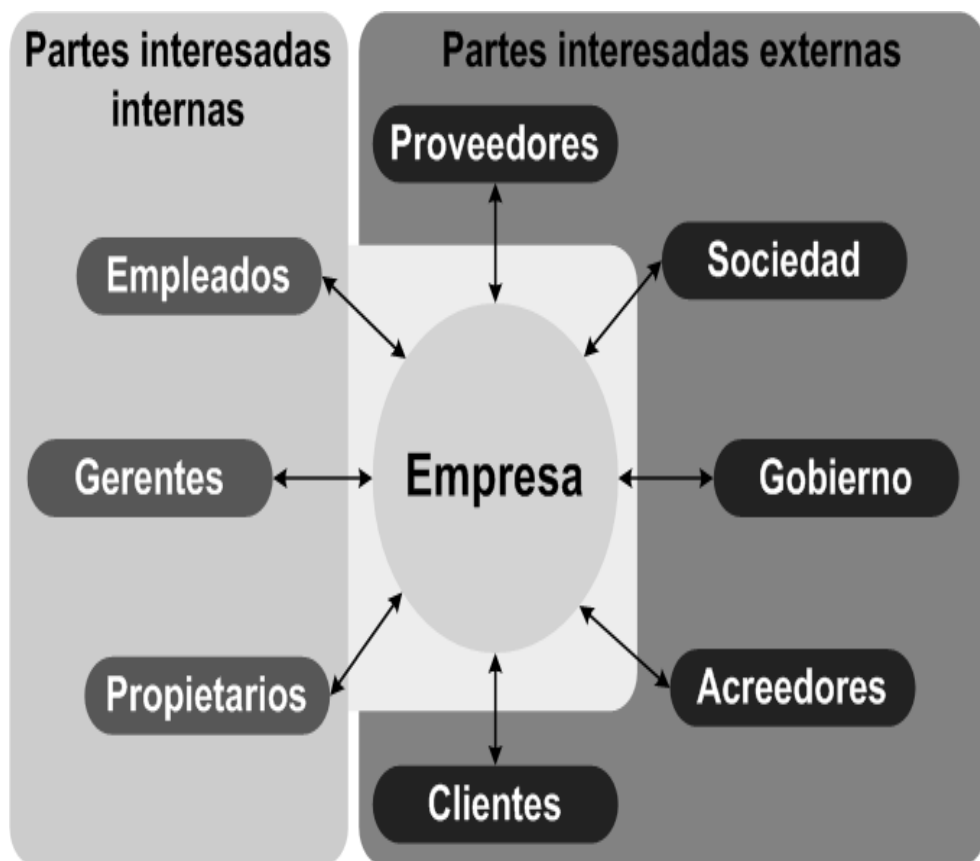 Partes interesadas
internas
Partes interesadas externas
Proveedores
Empleados
Sociedad
Gerentes
Empresa
Gobierno
Propietarios
Acreedores
Clientes